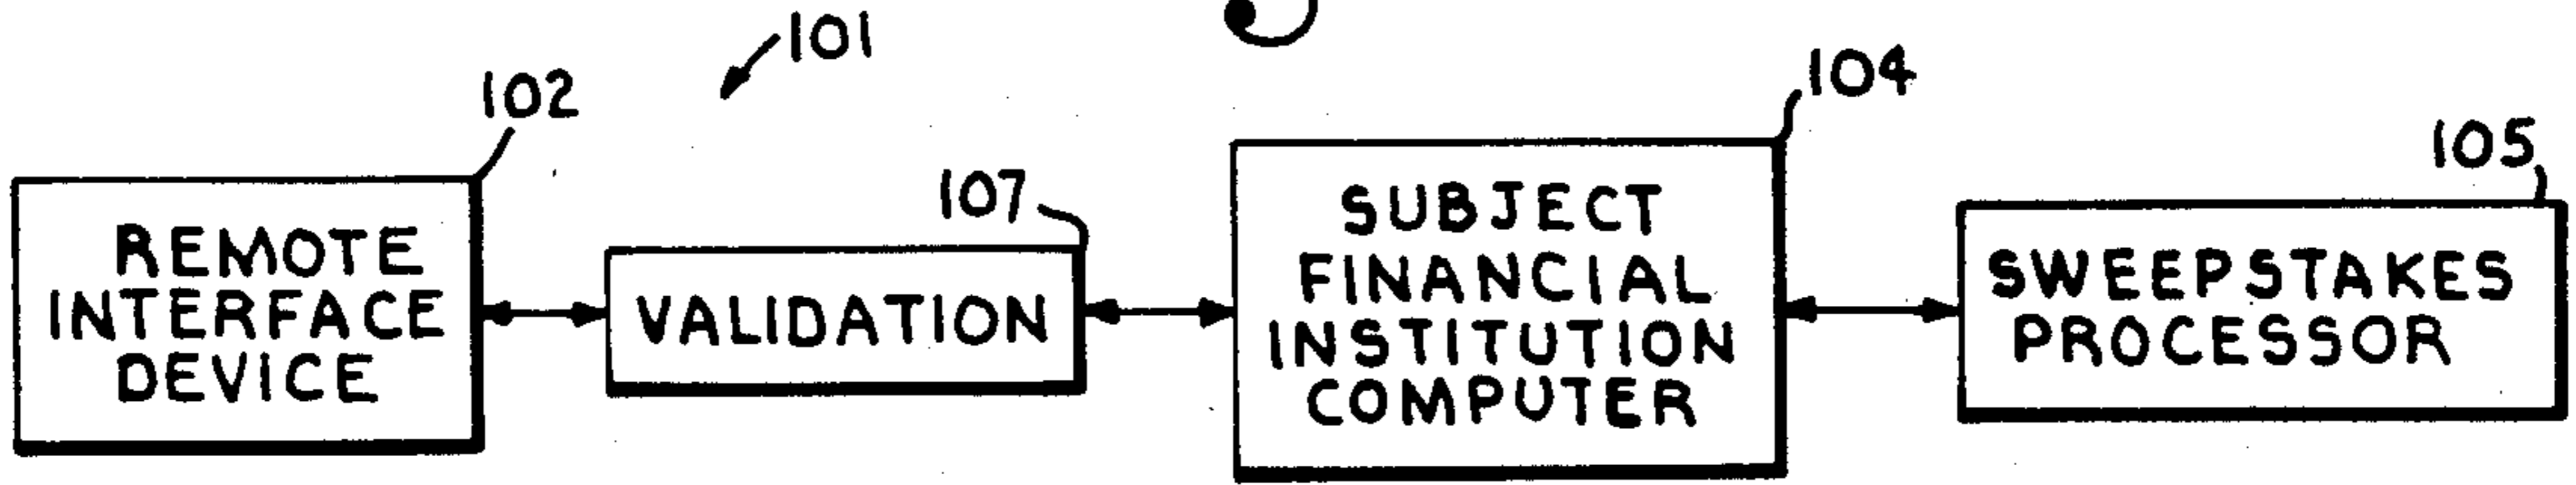 101
102
REMOTE
INTERFACE
DEVICE
107
VALIDATION
104
SUBJECT
FINANCIAL
INSTITUTION
COMPUTER
105
SWEEPSTAKES
PROCESSOR